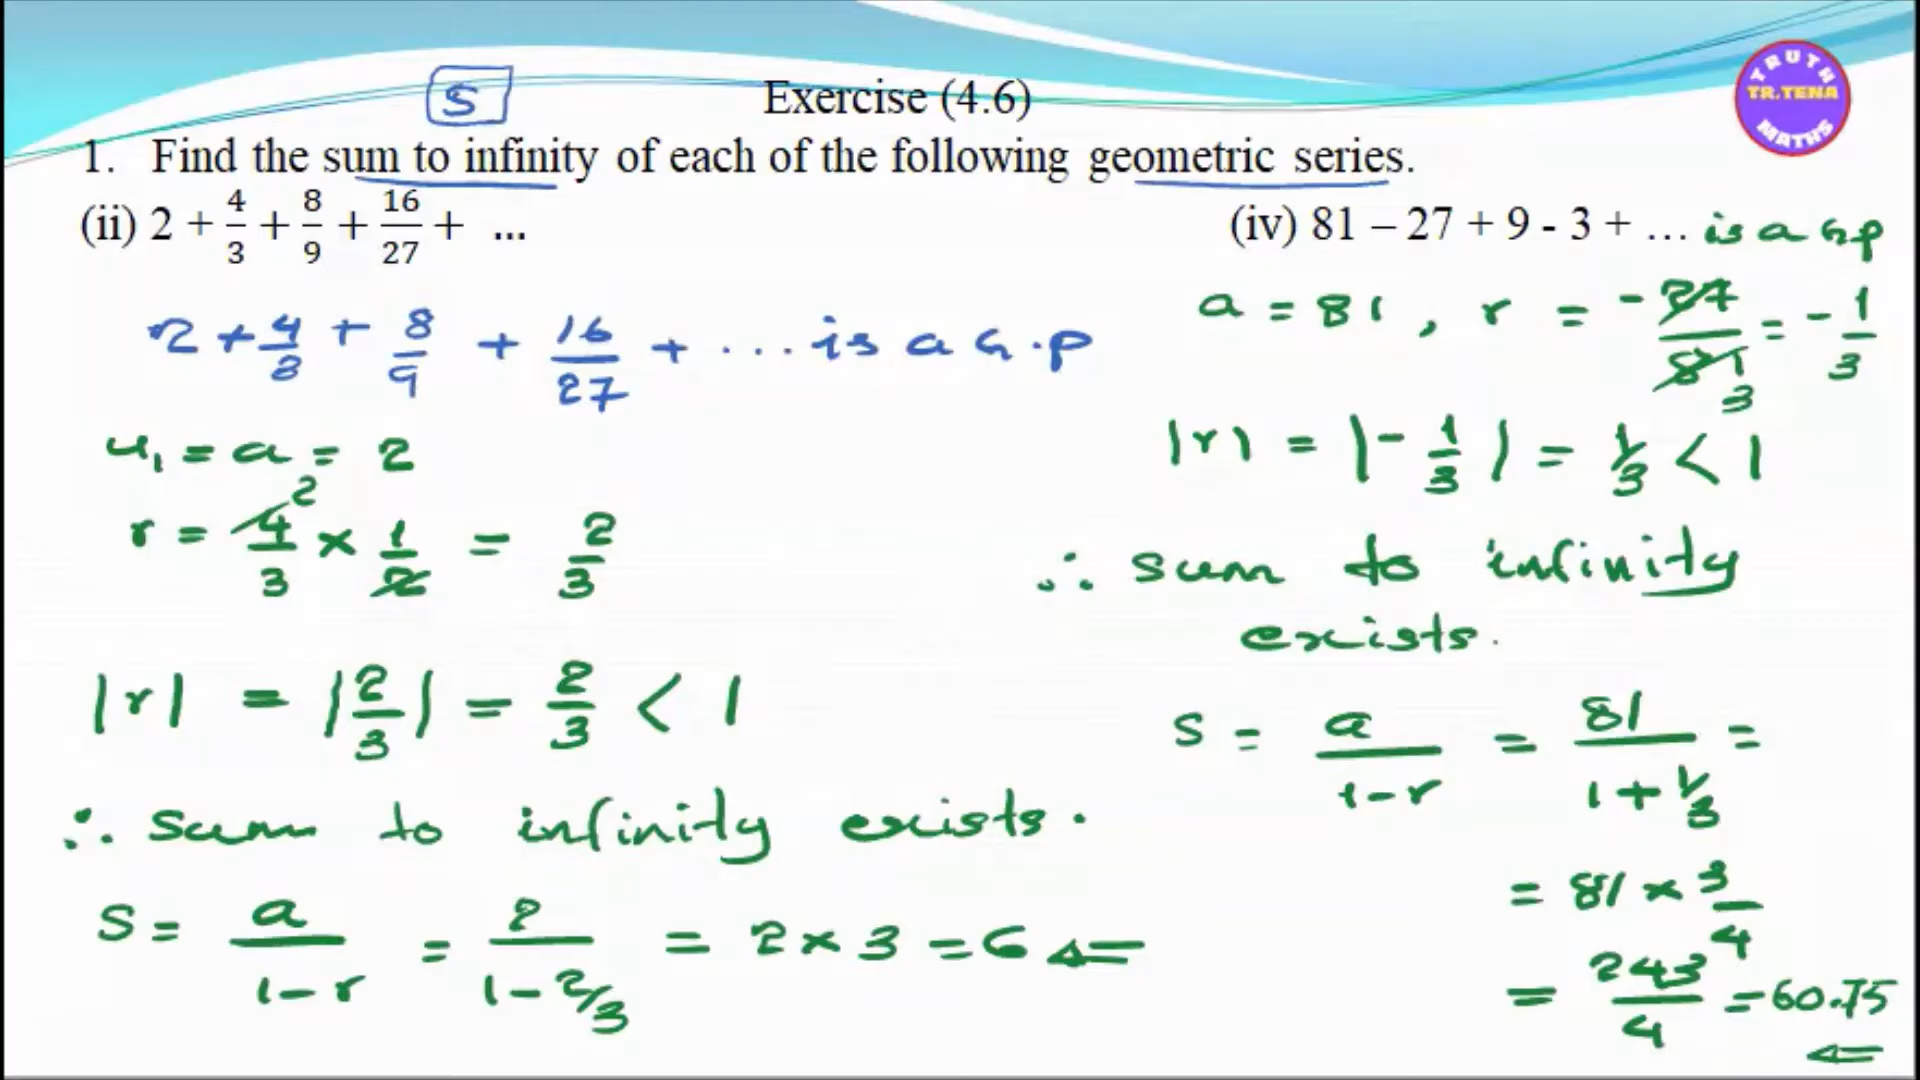 S
Exercise (4.6)
TRUTH
TR.TENA
MATHS
1. Find the sum to infinity of each of the following geometric series.
(ii) 2 + 4/3 + 8/9 + 16/27 + ...
2 + 4/3 + 8/9 + 16/27 + ... is a G.P
u₁ = a = 2
r = 4/3 × 1/2 = 2/3
2
|r| = |2/3| = 2/3 < 1
∴ sum to infinity exists.
S = a/(1-r) = 2/(1-2/3) = 2 × 3 = 6
(iv) 81 – 27 + 9 - 3 + … is a G.P
a = 81, r = -27/81 = -1/3
3
|r| = |-1/3| = 1/3 < 1
∴ sum to infinity
exists.
S = a/(1-r) = 81/(1+1/3) =
= 81 × 3/4
= 243/4 = 60.75